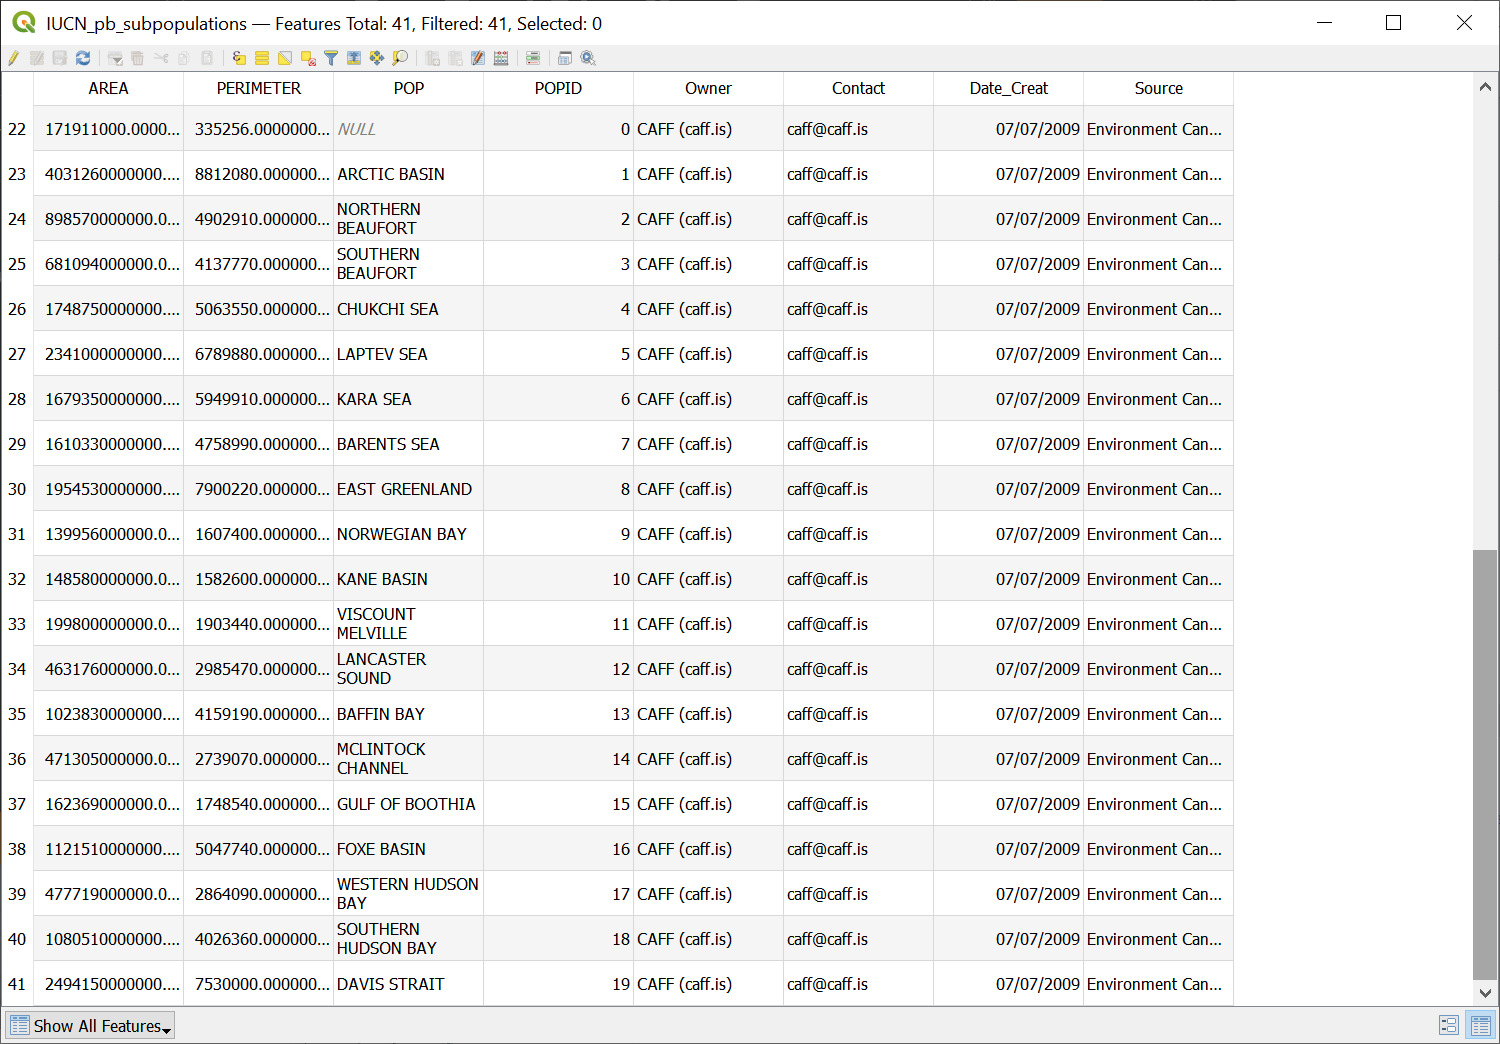 IUCN_pb_subpopulations — Features Total: 41, Filtered: 41, Selected: 0
AREA PERIMETER POP POPID Owner Contact Date_Creat Source
22 171911000.0000... 335256.0000000... NULL 0 CAFF (caff.is) caff@caff.is 07/07/2009 Environment Can...
23 4031260000000.... 8812080.000000... ARCTIC BASIN 1 CAFF (caff.is) caff@caff.is 07/07/2009 Environment Can...
24 898570000000.0... 4902910.000000... NORTHERN BEAUFORT 2 CAFF (caff.is) caff@caff.is 07/07/2009 Environment Can...
25 681094000000.0... 4137770.000000... SOUTHERN BEAUFORT 3 CAFF (caff.is) caff@caff.is 07/07/2009 Environment Can...
26 1748750000000.... 5063550.000000... CHUKCHI SEA 4 CAFF (caff.is) caff@caff.is 07/07/2009 Environment Can...
27 2341000000000.... 6789880.000000... LAPTEV SEA 5 CAFF (caff.is) caff@caff.is 07/07/2009 Environment Can...
28 1679350000000.... 5949910.000000... KARA SEA 6 CAFF (caff.is) caff@caff.is 07/07/2009 Environment Can...
29 1610330000000.... 4758990.000000... BARENTS SEA 7 CAFF (caff.is) caff@caff.is 07/07/2009 Environment Can...
30 1954530000000.... 7900220.000000... EAST GREENLAND 8 CAFF (caff.is) caff@caff.is 07/07/2009 Environment Can...
31 139956000000.0... 1607400.000000... NORWEGIAN BAY 9 CAFF (caff.is) caff@caff.is 07/07/2009 Environment Can...
32 148580000000.0... 1582600.000000... KANE BASIN 10 CAFF (caff.is) caff@caff.is 07/07/2009 Environment Can...
33 199800000000.0... 1903440.000000... VISCOUNT MELVILLE 11 CAFF (caff.is) caff@caff.is 07/07/2009 Environment Can...
34 463176000000.0... 2985470.000000... LANCASTER SOUND 12 CAFF (caff.is) caff@caff.is 07/07/2009 Environment Can...
35 1023830000000.... 4159190.000000... BAFFIN BAY 13 CAFF (caff.is) caff@caff.is 07/07/2009 Environment Can...
36 471305000000.0... 2739070.000000... MCLINTOCK CHANNEL 14 CAFF (caff.is) caff@caff.is 07/07/2009 Environment Can...
37 162369000000.0... 1748540.000000... GULF OF BOOTHIA 15 CAFF (caff.is) caff@caff.is 07/07/2009 Environment Can...
38 1121510000000.... 5047740.000000... FOXE BASIN 16 CAFF (caff.is) caff@caff.is 07/07/2009 Environment Can...
39 477719000000.0... 2864090.000000... WESTERN HUDSON BAY 17 CAFF (caff.is) caff@caff.is 07/07/2009 Environment Can...
40 1080510000000.... 4026360.000000... SOUTHERN HUDSON BAY 18 CAFF (caff.is) caff@caff.is 07/07/2009 Environment Can...
41 2494150000000.... 7530000.000000... DAVIS STRAIT 19 CAFF (caff.is) caff@caff.is 07/07/2009 Environment Can...
Show All Features